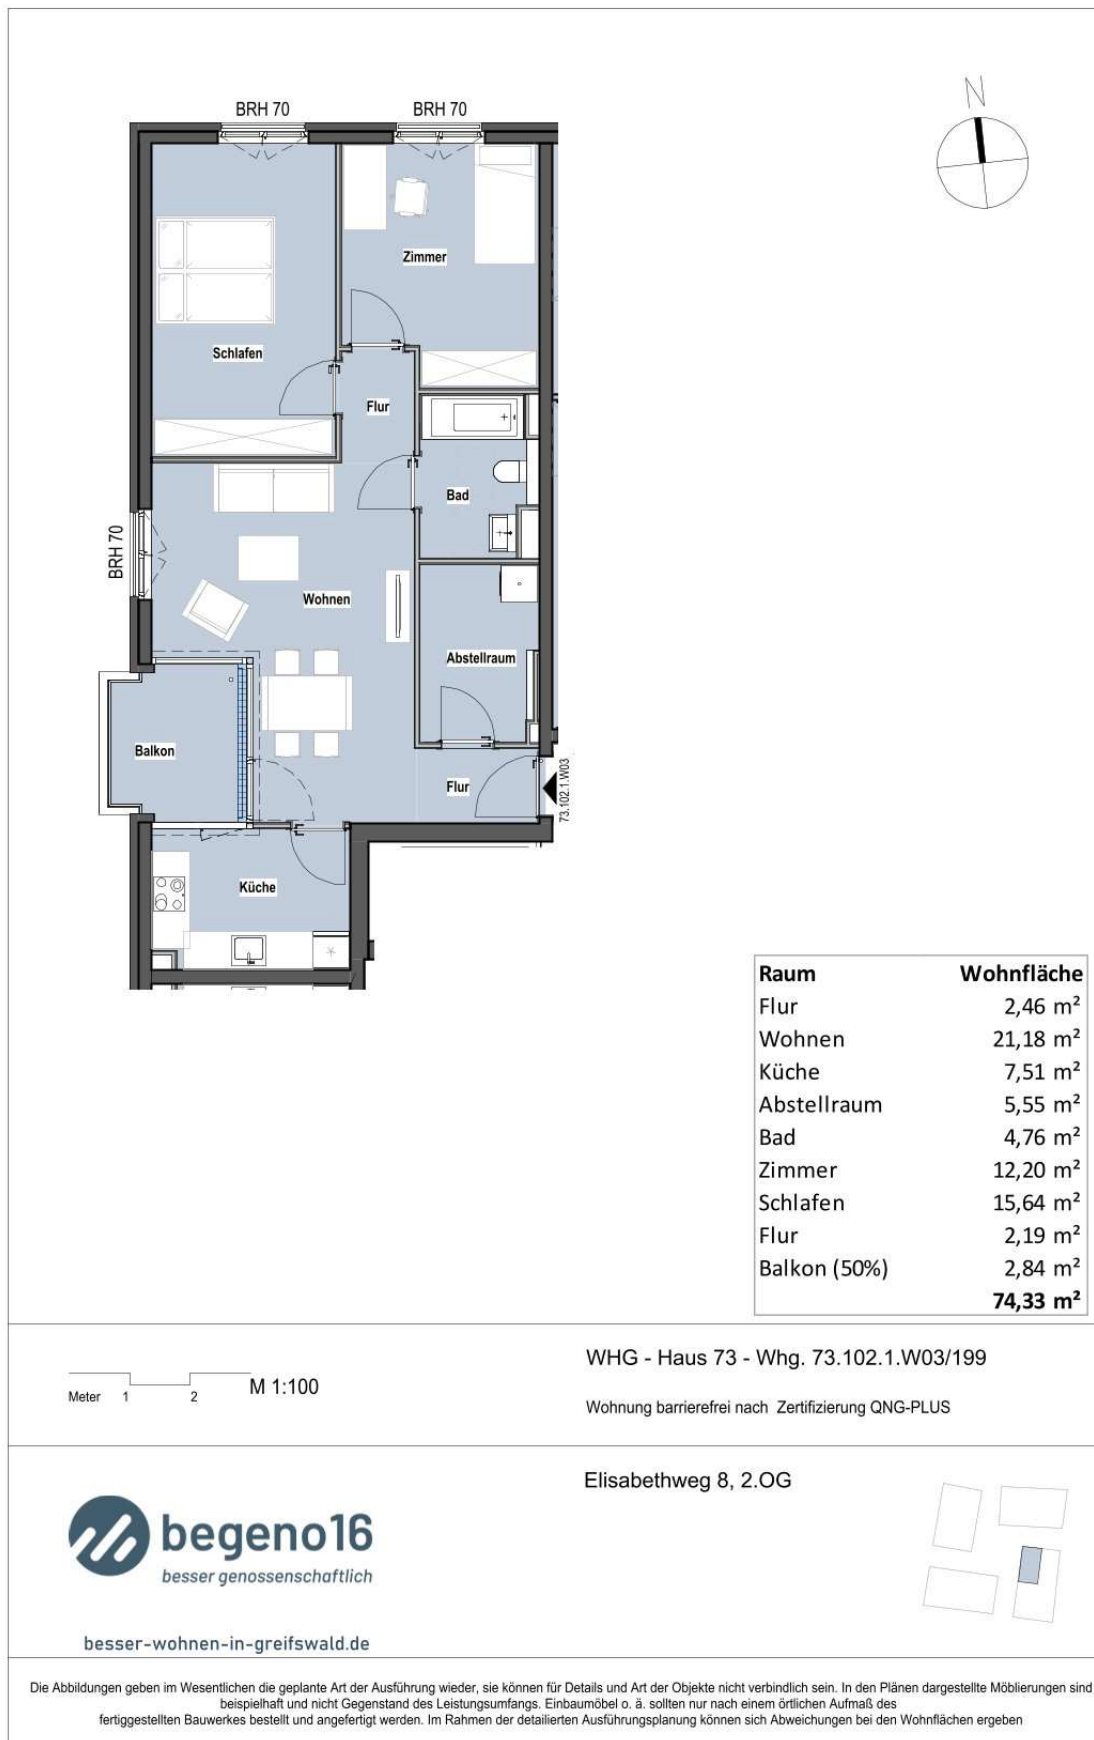 N
BRH 70 BRH 70
Zimmer
Schlafen
Flur
Bad
BRH 70
Wohnen
Abstellraum
Balkon
Flur
73.102.1.W03
Küche
Raum Wohnfläche
Flur 2,46 m²
Wohnen 21,18 m²
Küche 7,51 m²
Abstellraum 5,55 m²
Bad 4,76 m²
Zimmer 12,20 m²
Schlafen 15,64 m²
Flur 2,19 m²
Balkon (50%) 2,84 m²
74,33 m²
Meter 1 2 M 1:100
WHG - Haus 73 - Whg. 73.102.1.W03/199
Wohnung barrierefrei nach Zertifizierung QNG-PLUS
Elisabethweg 8, 2.OG
begeno16
besser genossenschaftlich
besser-wohnen-in-greifswald.de
Die Abbildungen geben im Wesentlichen die geplante Art der Ausführung wieder, sie können für Details und Art der Objekte nicht verbindlich sein. In den Plänen dargestellte Möblierungen sind
beispielhaft und nicht Gegenstand des Leistungsumfangs. Einbaumöbel o. ä. sollten nur nach einem örtlichen Aufmaß des
fertiggestellten Bauwerkes bestellt und angefertigt werden. Im Rahmen der detailierten Ausführungsplanung können sich Abweichungen bei den Wohnflächen ergeben